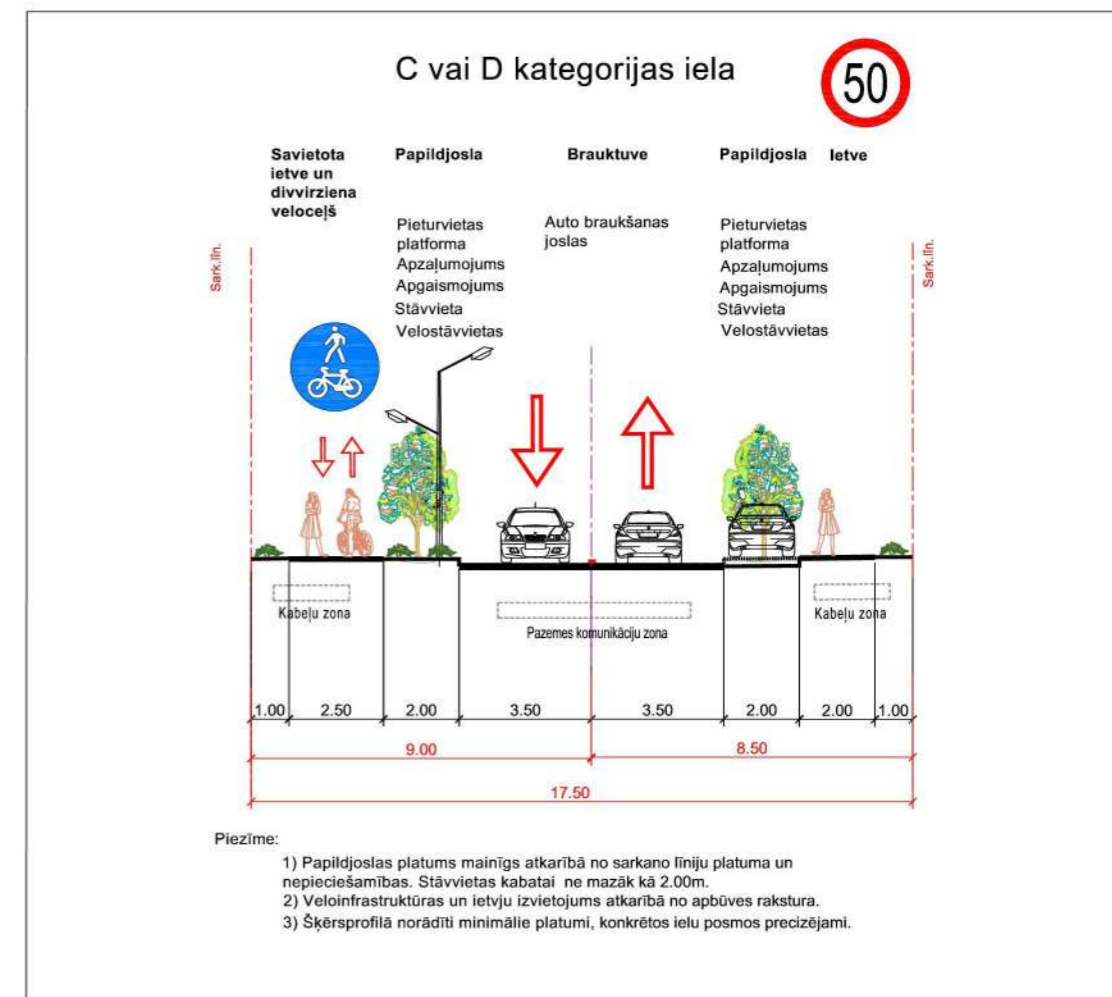 C vai D kategorijas iela
50
Savietota
ietve un
divvirziena
veloceļš
Papildjosla
Brauktuve
Papildjosla
Ietve
Pieturvietas
platforma
Apzaļumojums
Apgaismojums
Stāvvieta
Velostāvvietas
Auto braukšanas
joslas
Pieturvietas
platforma
Apzaļumojums
Apgaismojums
Stāvvieta
Velostāvvietas
Sark.līn.
Sark.līn.
Kabeļu zona
Pazemes komunikāciju zona
Kabeļu zona
1.00 2.50 2.00 3.50 3.50 2.00 2.00 1.00
9.00 8.50
17.50
Piezīme:
1) Papildjoslas platums mainīgs atkarībā no sarkano līniju platuma un
nepieciešamības. Stāvvietas kabatai ne mazāk kā 2.00m.
2) Veloinfrastruktūras un ietvju izvietojums atkarībā no apbūves rakstura.
3) Šķērsprofilā norādīti minimālie platumi, konkrētos ielu posmos precizējami.